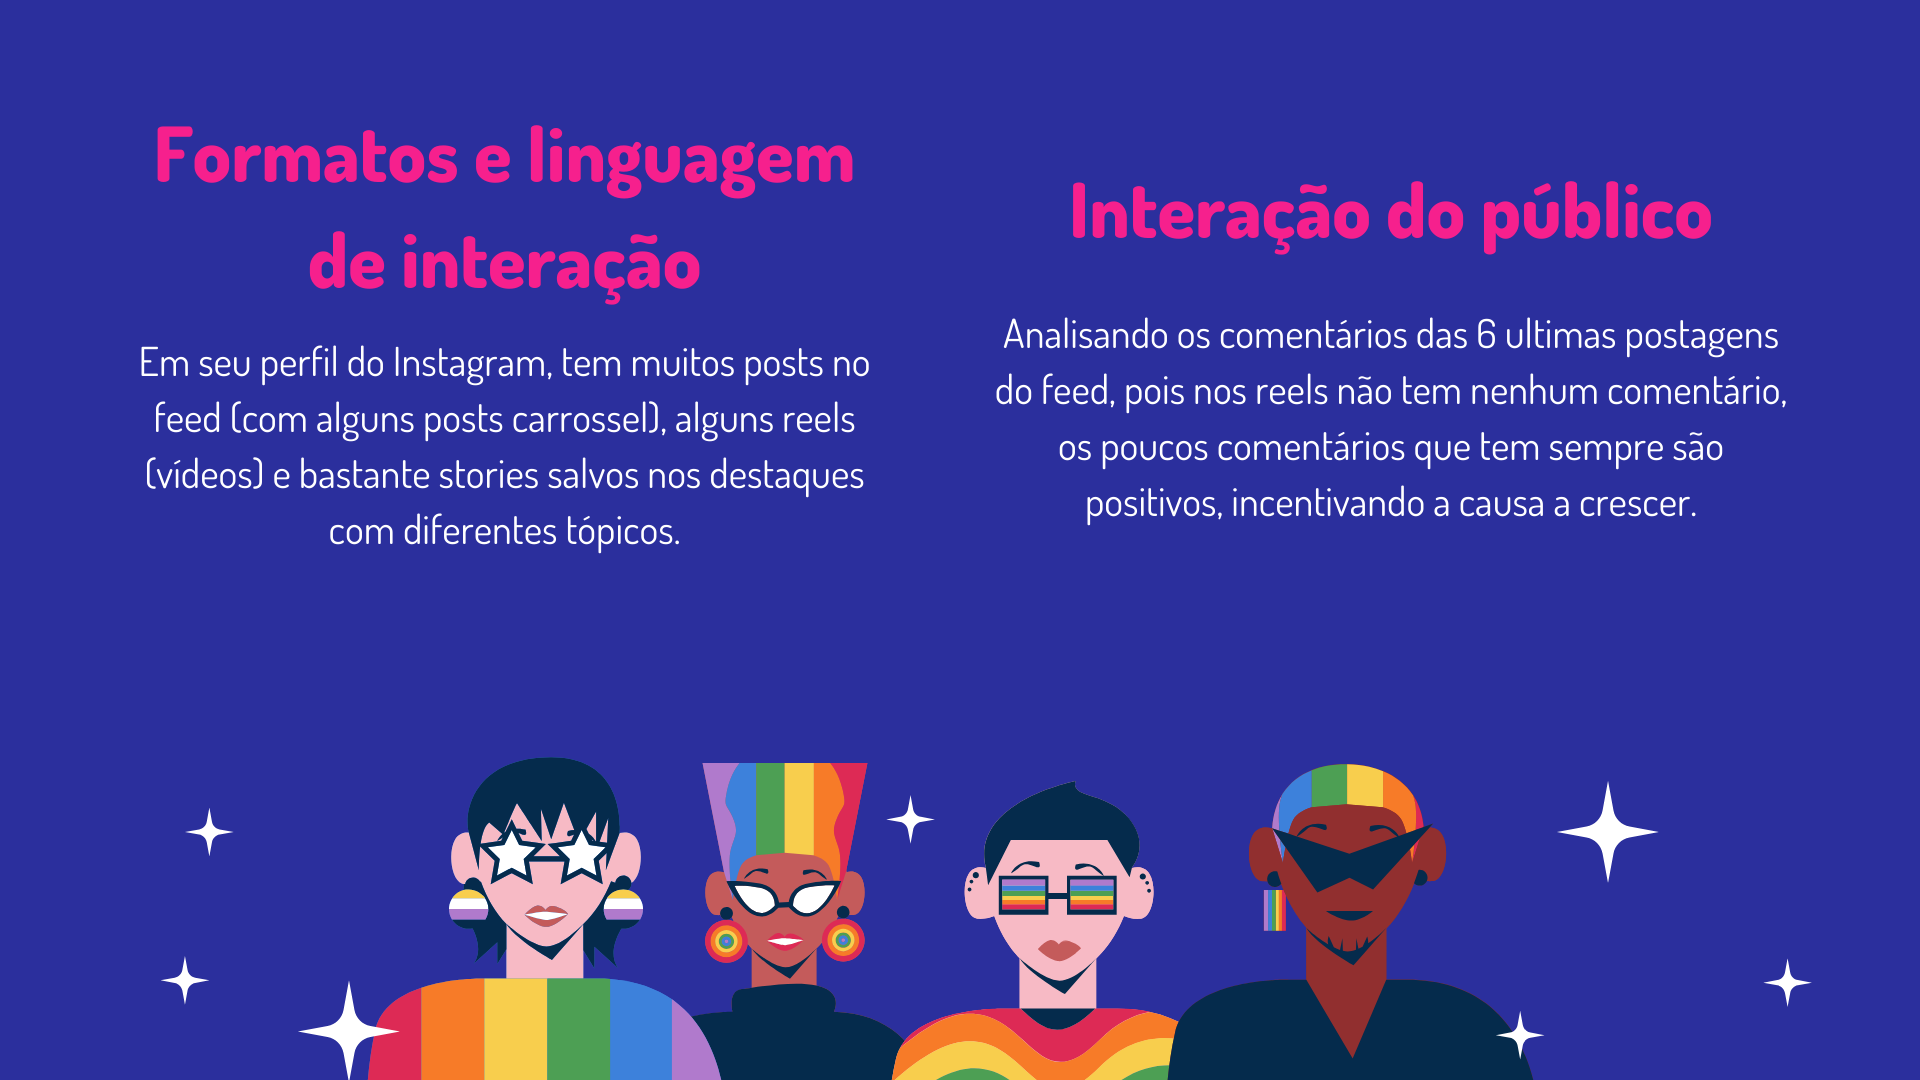 Formatos e linguagem
de interação
Em seu perfil do Instagram, tem muitos posts no
feed (com alguns posts carrossel), alguns reels
(vídeos) e bastante stories salvos nos destaques
com diferentes tópicos.
Interação do público
Analisando os comentários das 6 ultimas postagens
do feed, pois nos reels não tem nenhum comentário,
os poucos comentários que tem sempre são
positivos, incentivando a causa a crescer.